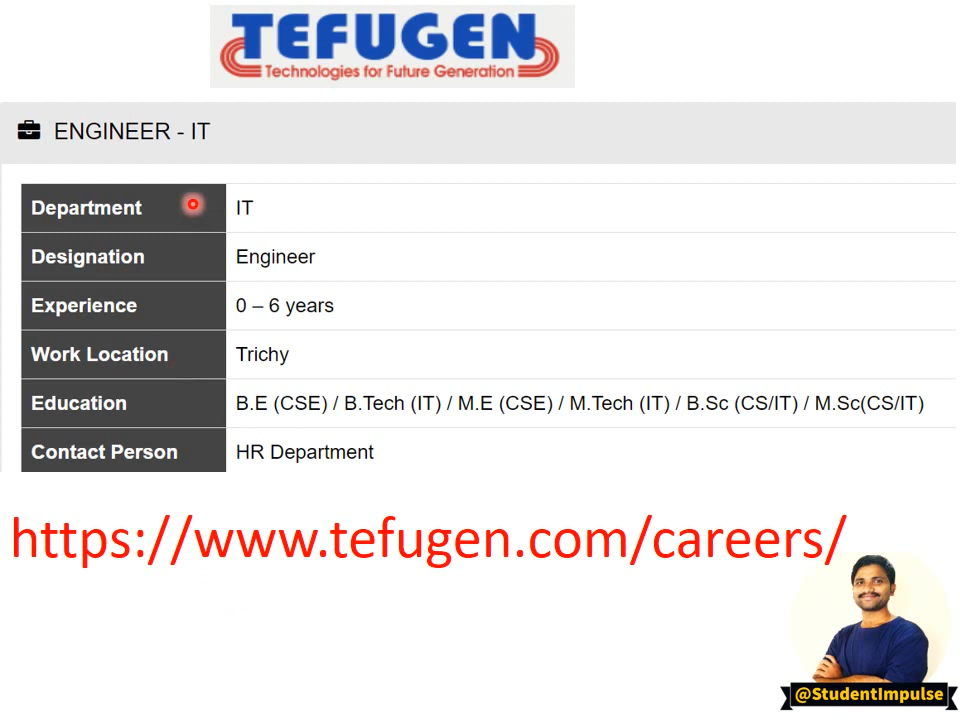 TEFUGEN
Technologies for Future Generation
ENGINEER - IT
Department IT
Designation Engineer
Experience 0 – 6 years
Work Location Trichy
Education B.E (CSE) / B.Tech (IT) / M.E (CSE) / M.Tech (IT) / B.Sc (CS/IT) / M.Sc(CS/IT)
Contact Person HR Department
https://www.tefugen.com/careers/
@StudentImpulse